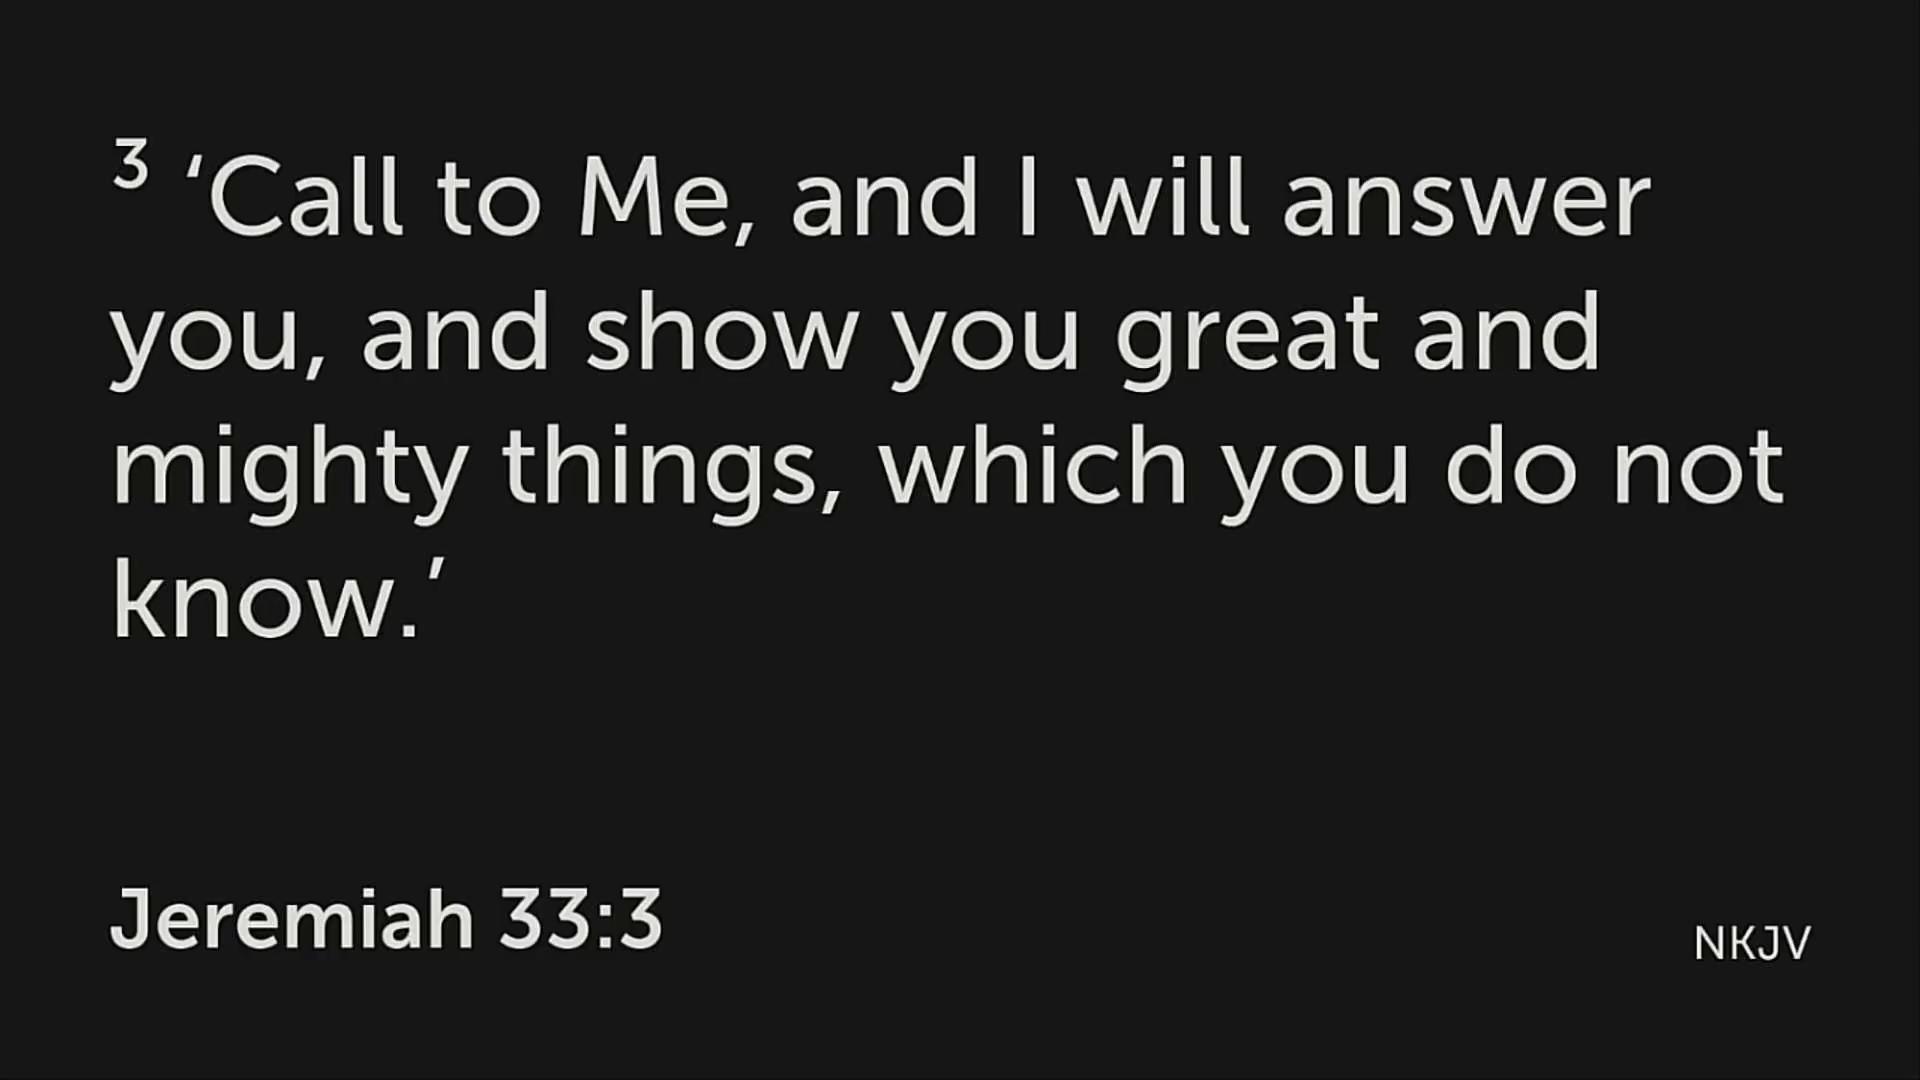 3 ‘Call to Me, and I will answer
you, and show you great and
mighty things, which you do not
know.’
Jeremiah 33:3
NKJV